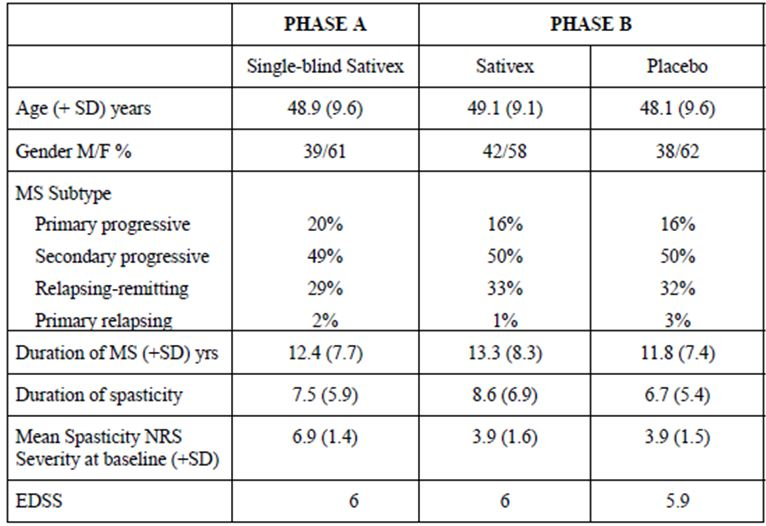 PHASE A PHASE B
Single-blind Sativex Sativex Placebo
Age (+ SD) years 48.9 (9.6) 49.1 (9.1) 48.1 (9.6)
Gender M/F % 39/61 42/58 38/62
MS Subtype
Primary progressive 20% 16% 16%
Secondary progressive 49% 50% 50%
Relapsing-remitting 29% 33% 32%
Primary relapsing 2% 1% 3%
Duration of MS (+SD) yrs 12.4 (7.7) 13.3 (8.3) 11.8 (7.4)
Duration of spasticity 7.5 (5.9) 8.6 (6.9) 6.7 (5.4)
Mean Spasticity NRS 6.9 (1.4) 3.9 (1.6) 3.9 (1.5)
Severity at baseline (+SD)
EDSS 6 6 5.9